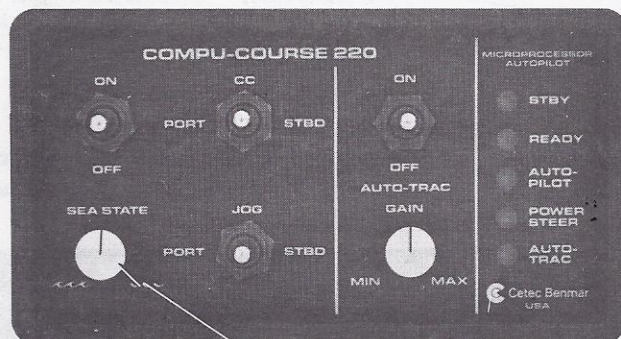 COMPU-COURSE 220
ON
OFF
CC
PORT
STBD
SEA STATE
JOG
PORT
STBD
ON
OFF
AUTO-TRAC
GAIN
MIN
MAX
MICROPROCESSOR
AUTOPILOT
STBY
READY
AUTO-
PILOT
POWER
STEER
AUTO-
TRAC
Cetec Benmar
USA